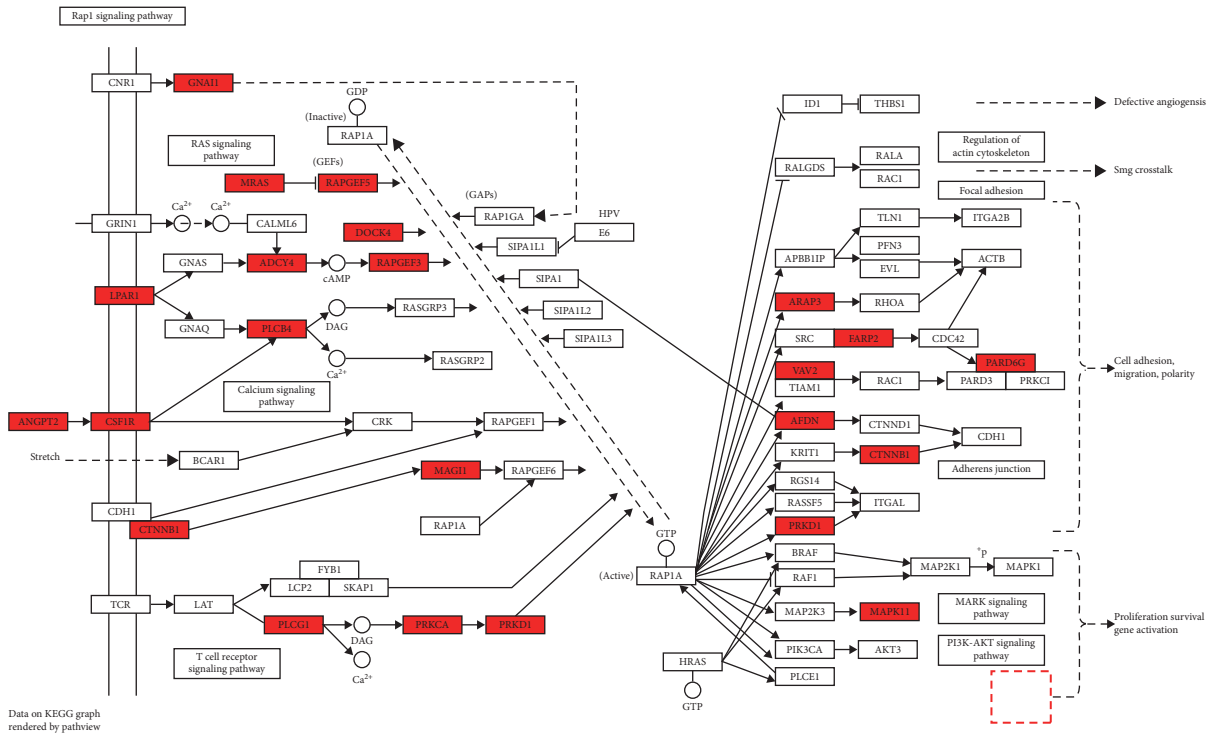 Rap1 signaling pathway
CNR1
GNAI1
GDP
(Inactive)
RAP1A
RAS signaling
pathway
(GEFs)
MRAS
RAPGEF5
(GAPs)
RAP1GA
HPV
E6
Ca2+
Ca2+
GRIN1
CALML6
DOCK4
SIPA1L1
GNAS
ADCY4
cAMP
RAPGEF3
SIPA1
LPAR1
GNAQ
PLCB4
DAG
RASGRP3
SIPA1L2
SIPA1L3
Ca2+
RASGRP2
Calcium signaling
pathway
ANGPT2
CSF1R
CRK
RAPGEF1
Stretch
BCAR1
MAGI1
RAPGEF6
CDH1
CTNNB1
RAP1A
GTP
(Active)
RAP1A
FYB1
LCP2
SKAP1
TCR
LAT
PLCG1
DAG
PRKCA
PRKD1
Ca2+
T cell receptor
signaling pathway
HRAS
GTP
ID1
THBS1
Defective angiogensis
RALGDS
RALA
RAC1
Regulation of
actin cytoskeleton
Smg crosstalk
Focal adhesion
TLN1
ITGA2B
PFN3
APBB1IP
EVL
ACTB
ARAP3
RHOA
SRC
FARP2
CDC42
PARD6G
VAV2
TIAM1
RAC1
PARD3
PRKCI
Cell adhesion,
migration, polarity
AFDN
CTNND1
CDH1
KRIT1
CTNNB1
Adherens junction
RGS14
RASSF5
ITGAL
PRKD1
BRAF
+p
MAP2K1
MAPK1
RAF1
MAP2K3
MAPK11
MARK signaling
pathway
Proliferation survival
gene activation
PIK3CA
AKT3
PI3K-AKT signaling
pathway
PLCE1
Data on KEGG graph
rendered by pathview